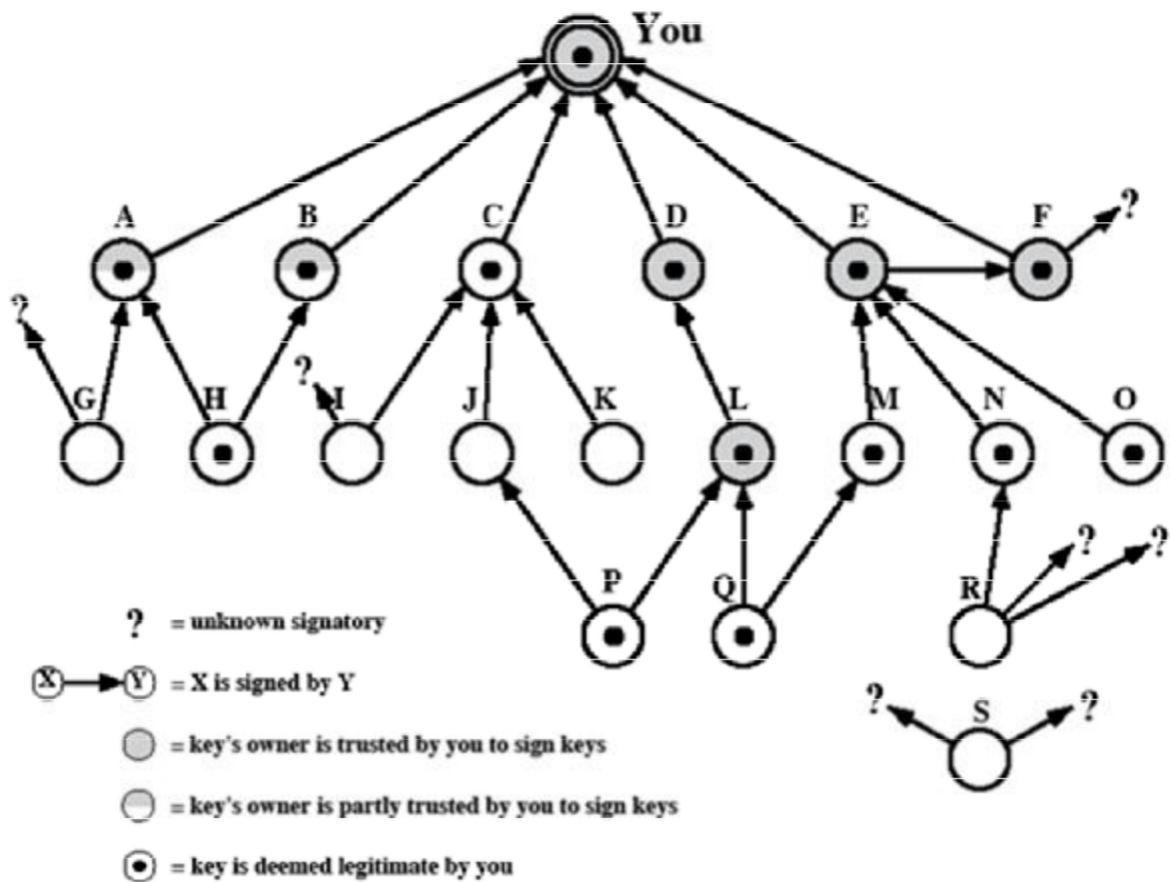 You
A B C D E F ?
?
?
G H I J K L M N O
? ?
P Q R
? = unknown signatory
X Y = X is signed by Y
? S ?
= key's owner is trusted by you to sign keys
= key's owner is partly trusted by you to sign keys
= key is deemed legitimate by you